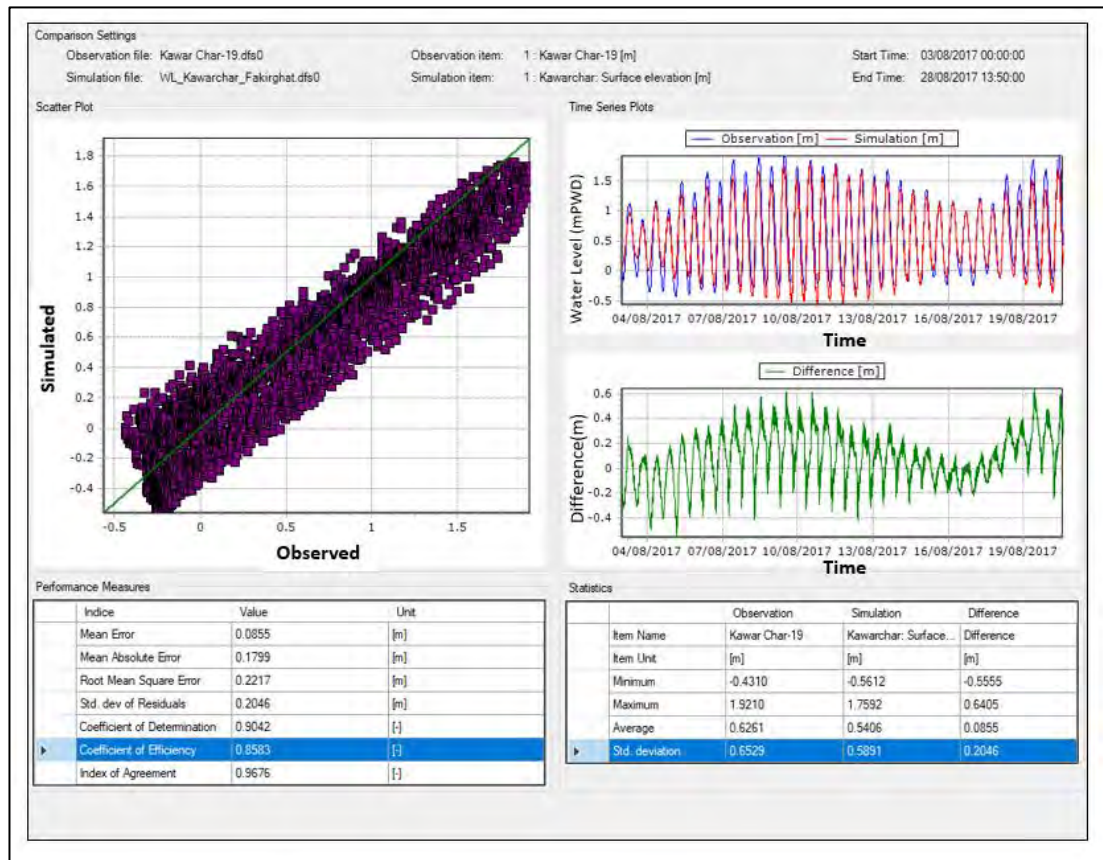 Comparison Settings
Observation file: Kawar Char-19.dfs0 Observation item: 1 : Kawar Char-19 [m] Start Time: 03/08/2017 00:00:00
Simulation file: WL_Kawarchar_Fakirghat.dfs0 Simulation item: 1 : Kawarchar: Surface elevation [m] End Time: 28/08/2017 13:50:00
Scatter Plot
1.8
1.6
1.4
1.2
1
0.8
0.6
0.4
0.2
0
-0.2
-0.4
Simulated
-0.5 0 0.5 1 1.5
Observed
Time Series Plots
Observation [m] Simulation [m]
Water Level (mPWD)
1.5
1
0.5
0
-0.5
04/08/2017 07/08/2017 10/08/2017 13/08/2017 16/08/2017 19/08/2017
Time
Difference [m]
Difference(m)
0.6
0.4
0.2
0
-0.2
-0.4
04/08/2017 07/08/2017 10/08/2017 13/08/2017 16/08/2017 19/08/2017
Time
Performance Measures
Indice Value Unit
Mean Error 0.0855 [m]
Mean Absolute Error 0.1799 [m]
Root Mean Square Error 0.2217 [m]
Std. dev of Residuals 0.2046 [m]
Coefficient of Determination 0.9042 [-]
Coefficient of Efficiency 0.8583 [-]
Index of Agreement 0.9676 [-]
Statistics
Observation Simulation Difference
Item Name Kawar Char-19 Kawarchar: Surface... Difference
Item Unit [m] [m] [m]
Minimum -0.4310 -0.5612 -0.5555
Maximum 1.9210 1.7592 0.6405
Average 0.6261 0.5406 0.0855
Std. deviation 0.6529 0.5891 0.2046